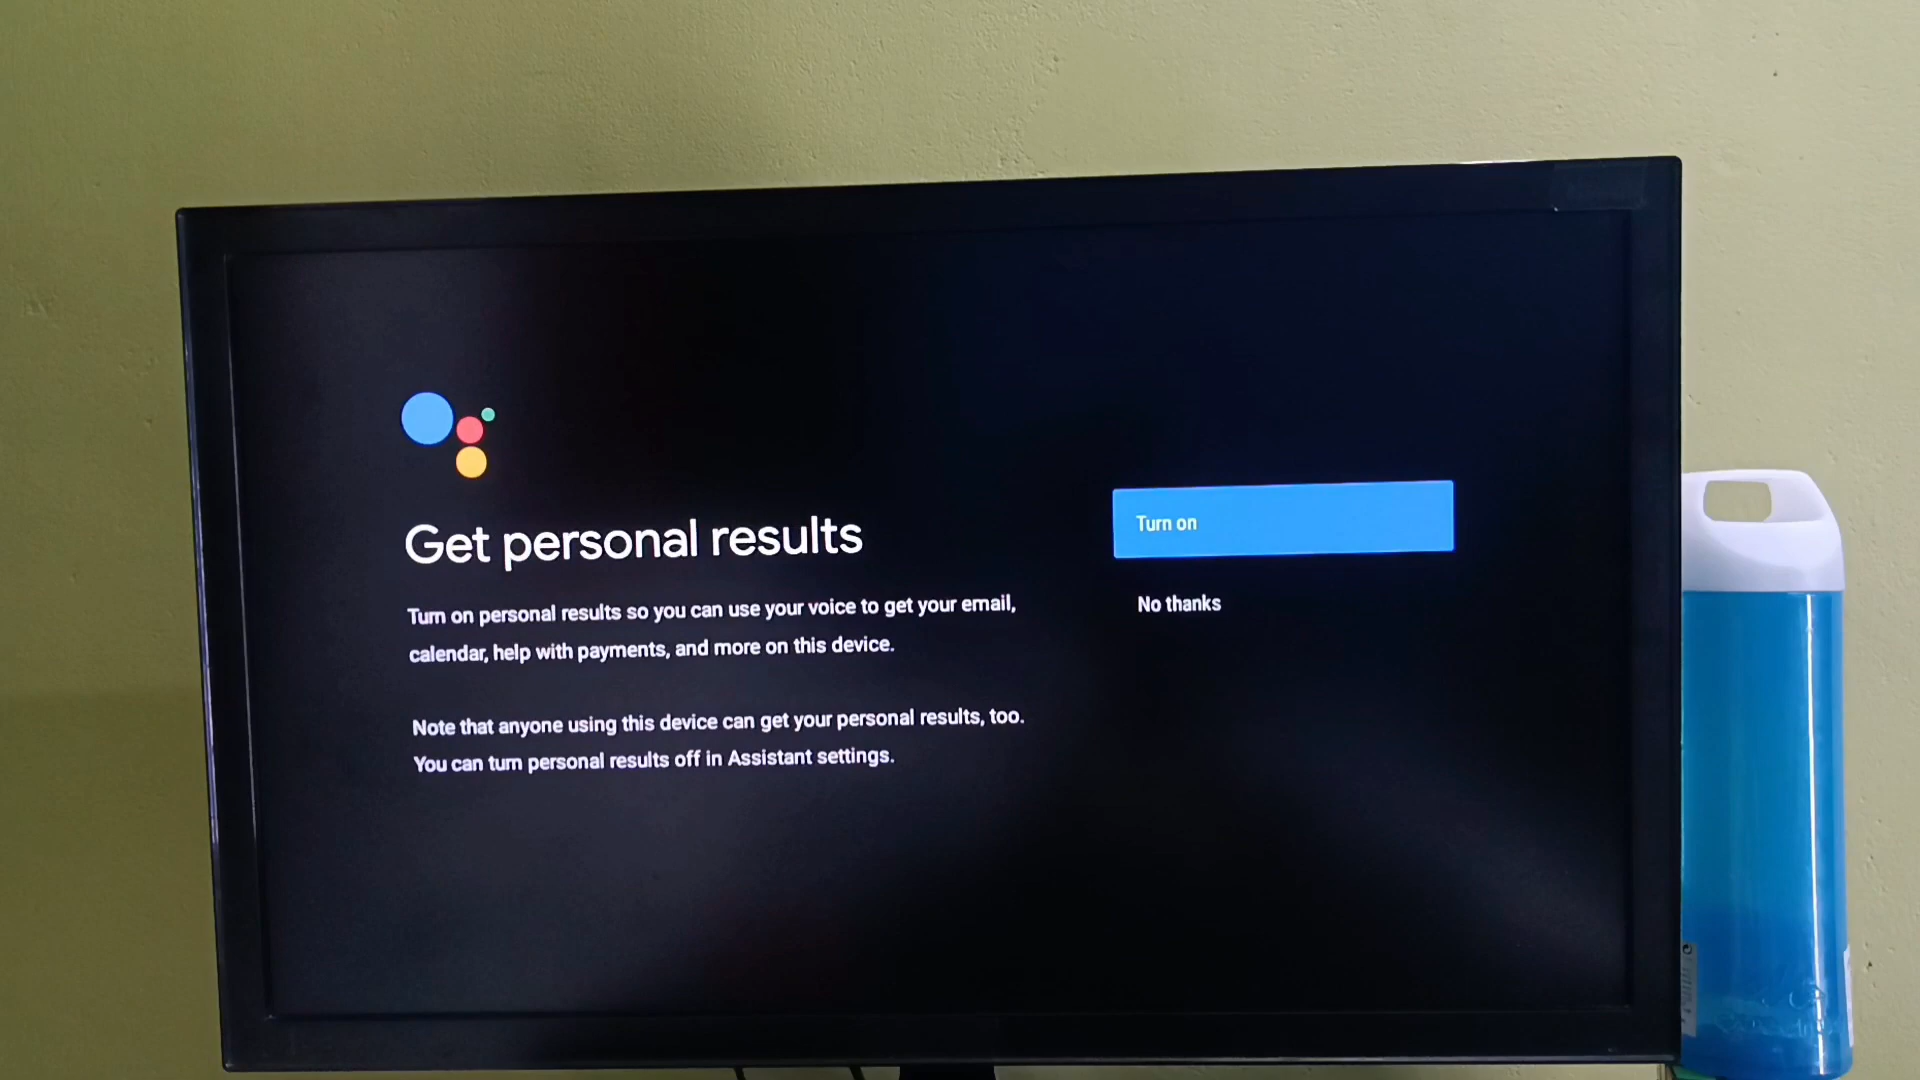 Get personal results
Turn on personal results so you can use your voice to get your email,
calendar, help with payments, and more on this device.
Note that anyone using this device can get your personal results, too.
You can turn personal results off in Assistant settings.
Turn on
No thanks